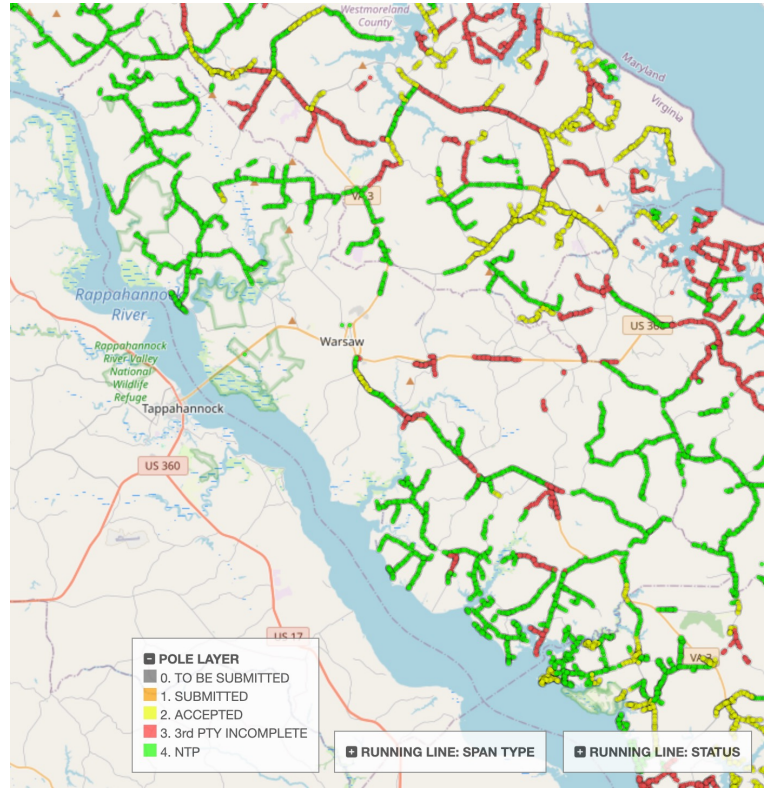 Westmoreland
County
Maryland
Virginia
VA 3
Rappahannock
River
US 360
Warsaw
Rappahannock
River Valley
National
Wildlife
Refuge
Tappahannock
US 360
US 17
VA 3
POLE LAYER
0. TO BE SUBMITTED
1. SUBMITTED
2. ACCEPTED
3. 3rd PTY INCOMPLETE
4. NTP
RUNNING LINE: SPAN TYPE
RUNNING LINE: STATUS